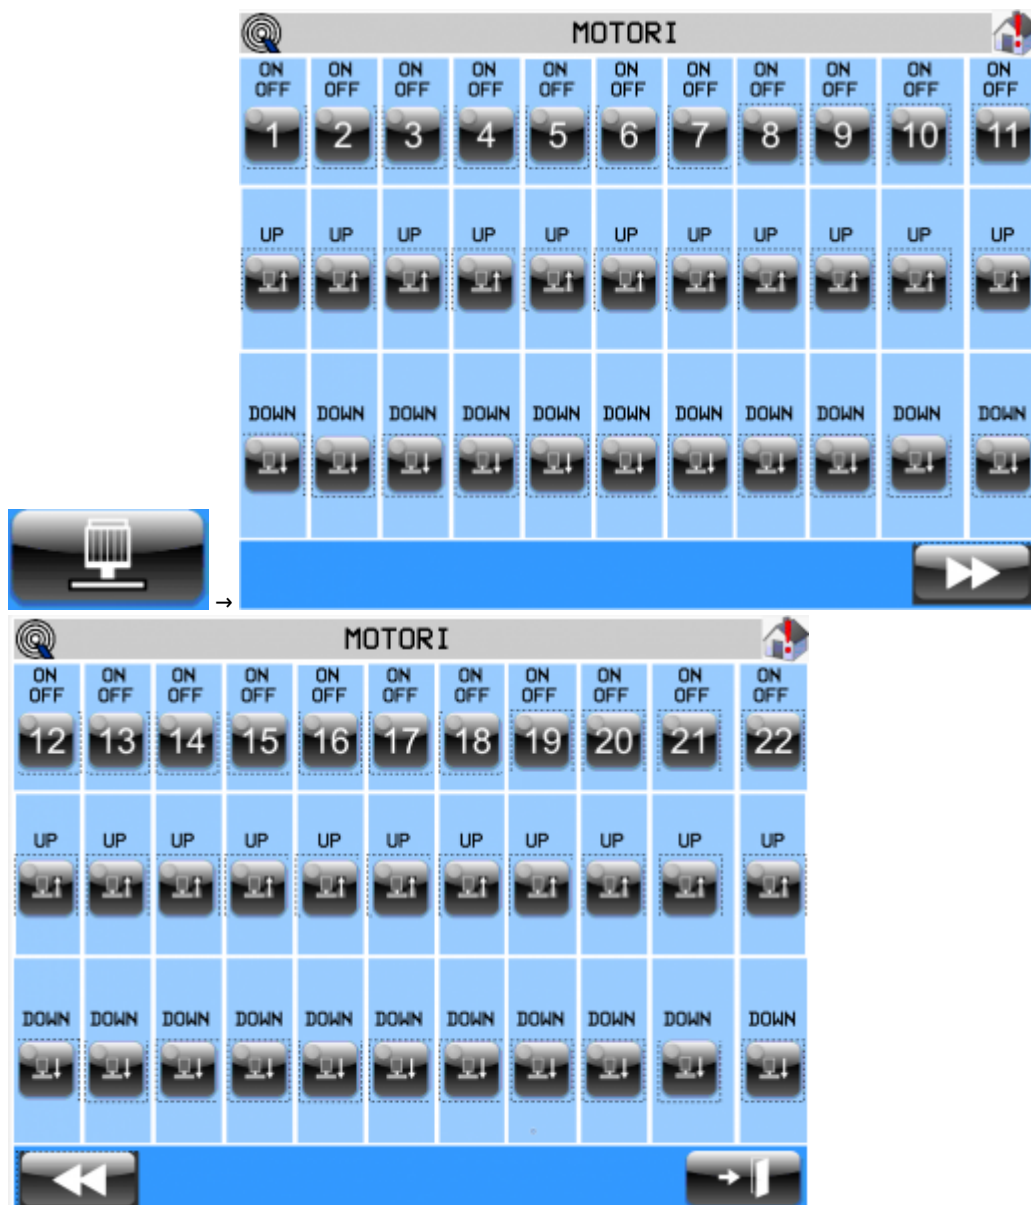 MOTORI
ON ON ON ON ON ON ON ON ON ON ON
OFF OFF OFF OFF OFF OFF OFF OFF OFF OFF OFF
1 2 3 4 5 6 7 8 9 10 11
UP UP UP UP UP UP UP UP UP UP UP
DOWN DOWN DOWN DOWN DOWN DOWN DOWN DOWN DOWN DOWN DOWN
→
MOTORI
ON ON ON ON ON ON ON ON ON ON ON
OFF OFF OFF OFF OFF OFF OFF OFF OFF OFF OFF
12 13 14 15 16 17 18 19 20 21 22
UP UP UP UP UP UP UP UP UP UP UP
DOWN DOWN DOWN DOWN DOWN DOWN DOWN DOWN DOWN DOWN DOWN